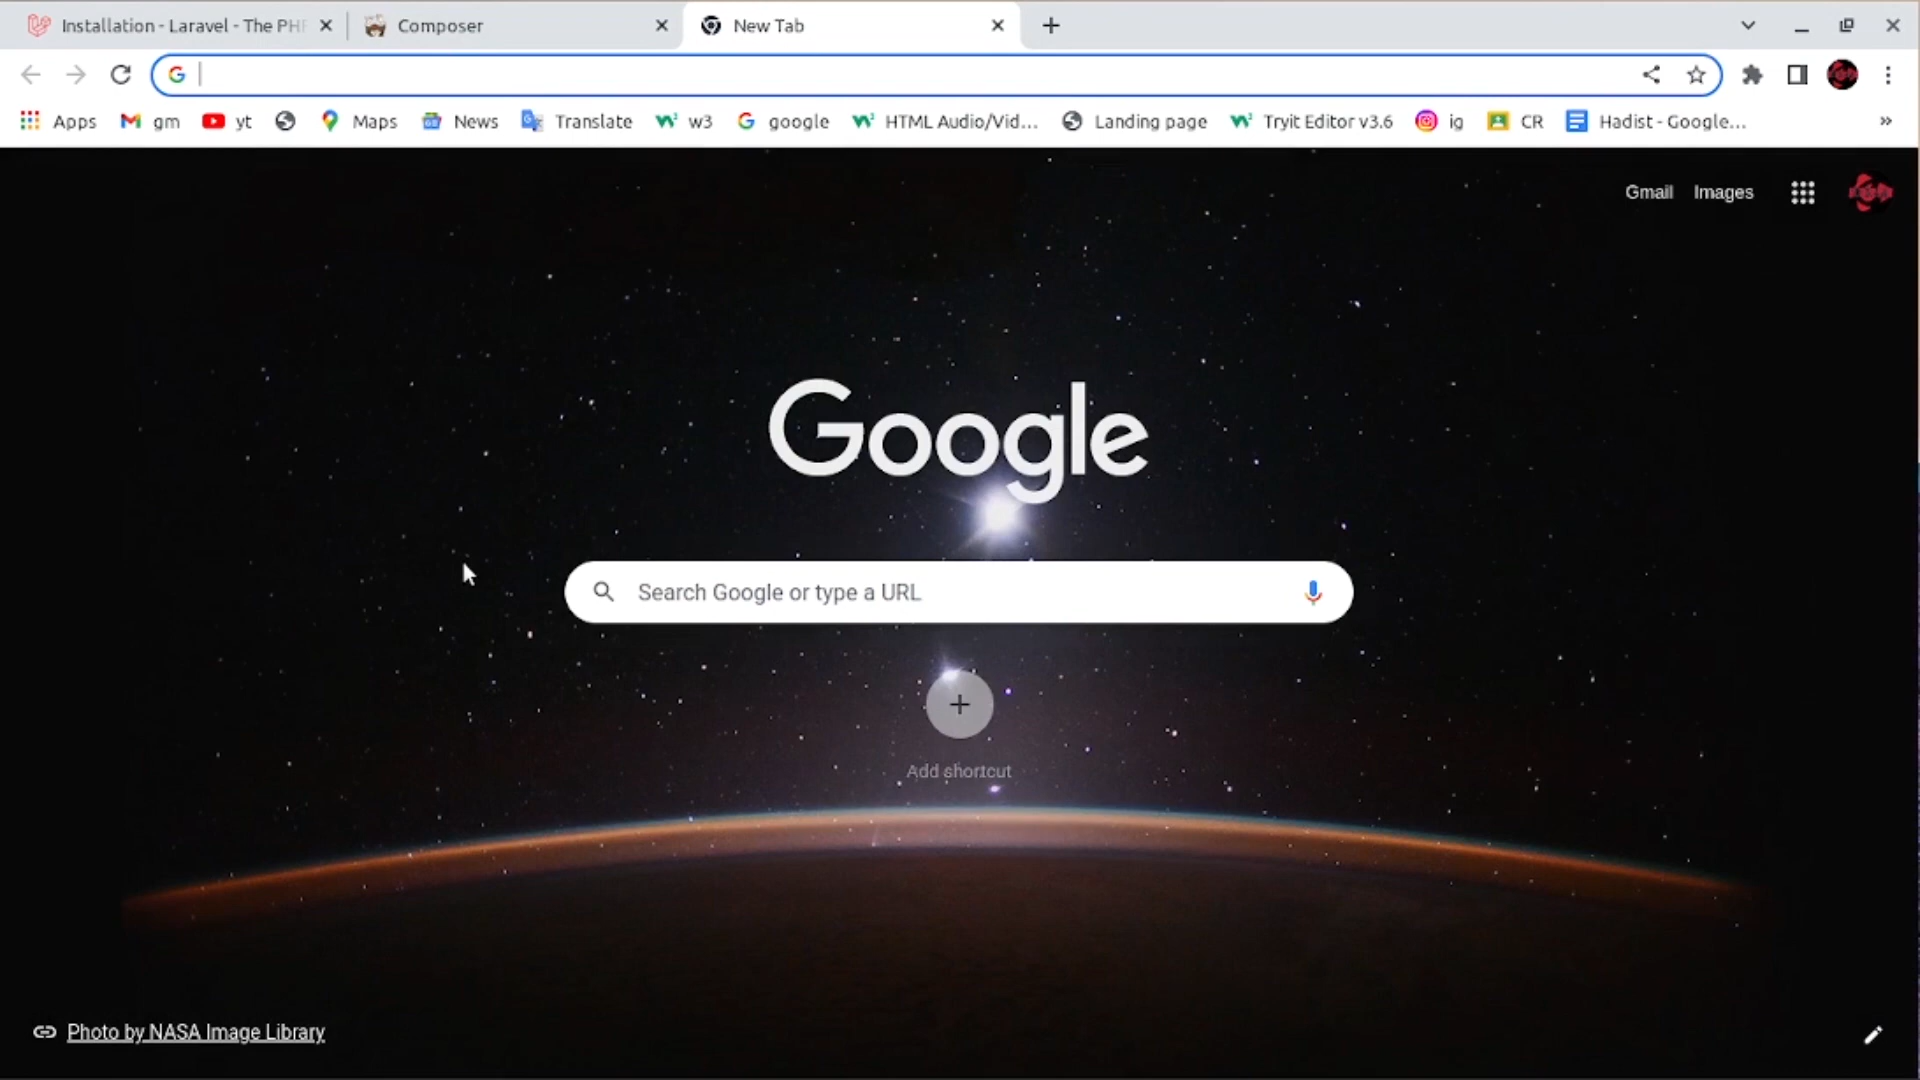 Installation - Laravel - The PHP
Composer
New Tab
Apps gm yt Maps News Translate w3 google HTML Audio/Vid... Landing page Tryit Editor v3.6 ig CR Hadist - Google...
Gmail Images
Google
Search Google or type a URL
Add shortcut
Photo by NASA Image Library